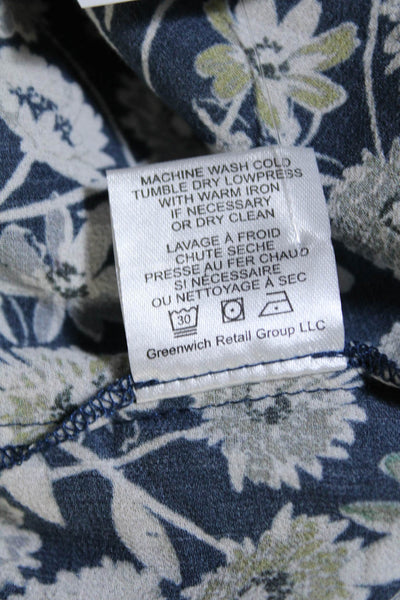 MACHINE WASH COLD
TUMBLE DRY LOWPRESS
WITH WARM IRON
IF NECESSARY
OR DRY CLEAN
LAVAGE À FROID
CHUTE SECHE
PRESSE AU FER CHAUD
SI NÉCESSAIRE
OU NETTOYAGE À SEC
30
Greenwich Retail Group LLC